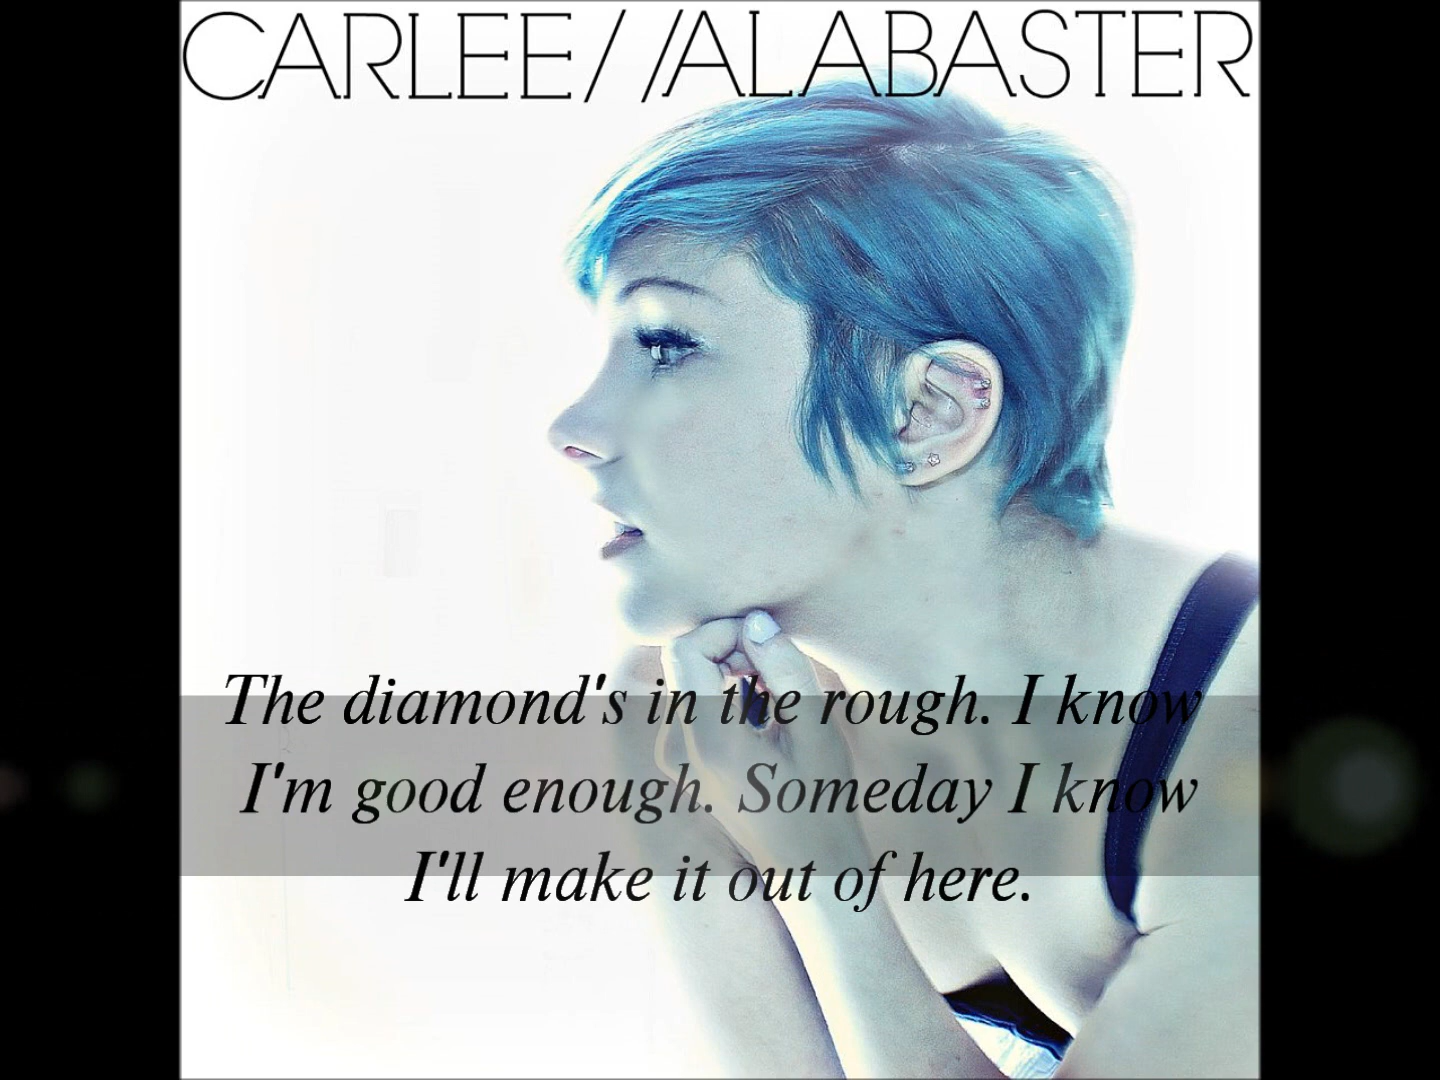 CARLEE//ALABASTER
The diamond's in the rough. I know
I'm good enough. Someday I know
I'll make it out of here.